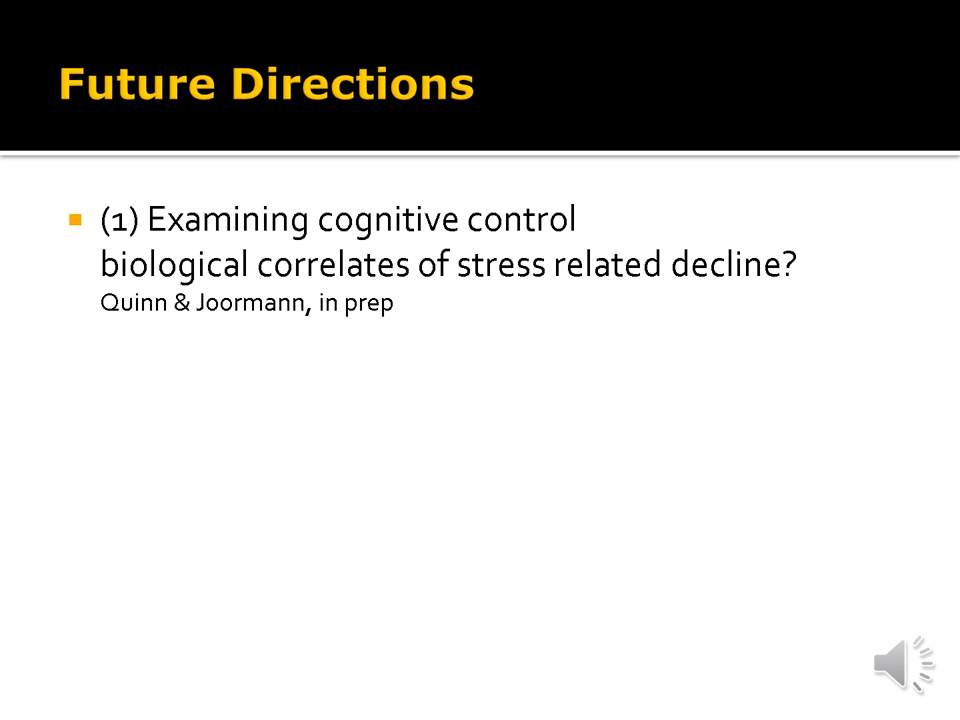 Future Directions
(1) Examining cognitive control
biological correlates of stress related decline?
Quinn & Joormann, in prep